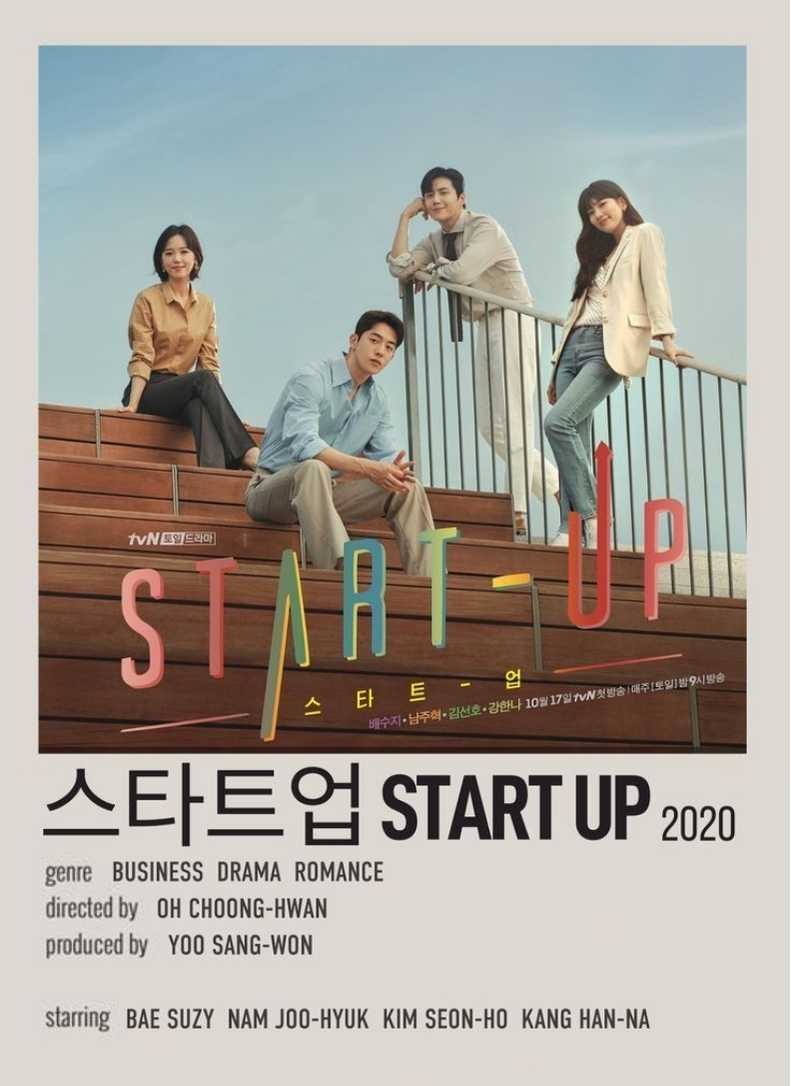 tvN 토일드라마
START-UP
스타트-업
배수지·남주혁·김선호·강한나 10월 17일 tvN 첫 방송 | 매주 [토일] 밤 9시 방송
스타트업 START UP 2020
genre BUSINESS DRAMA ROMANCE
directed by OH CHOONG-HWAN
produced by YOO SANG-WON
starring BAE SUZY NAM JOO-HYUK KIM SEON-HO KANG HAN-NA